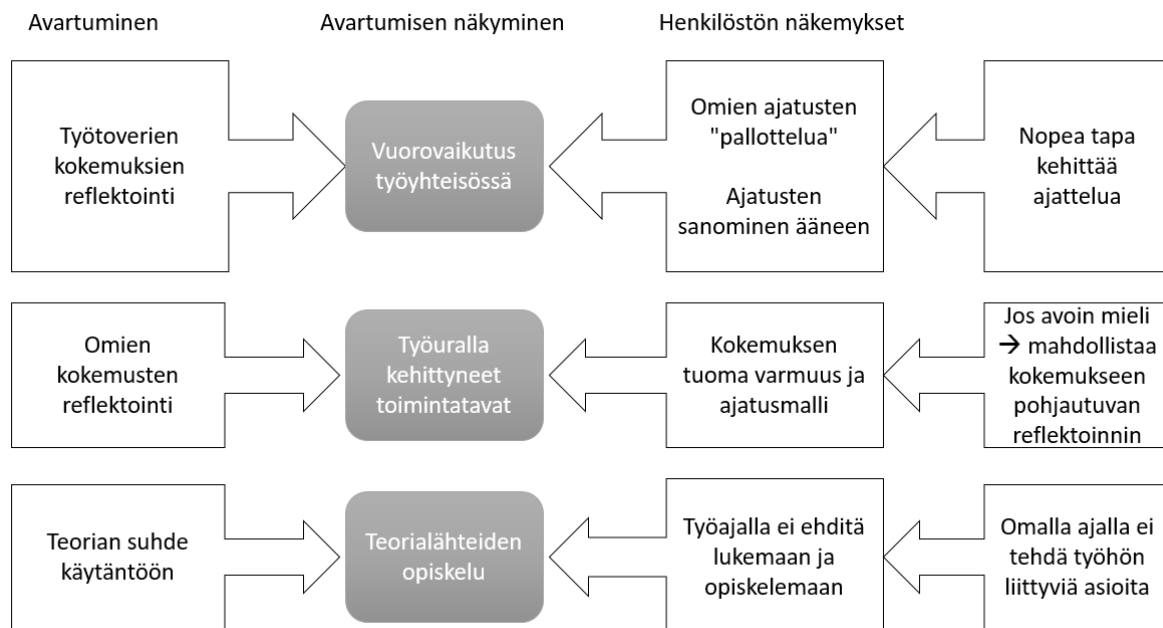 Avartuminen
Avartumisen näkyminen
Henkilöstön näkemykset
Työtoverien
kokemuksien
reflektointi
Vuorovaikutus
työyhteisössä
Omien ajatusten
"pallottelua"
Ajatusten
sanominen ääneen
Nopea tapa
kehittää
ajattelua
Omien
kokemusten
reflektointi
Työuralla
kehittyneet
toimintatavat
Kokemuksen
tuoma varmuus ja
ajatusmalli
Jos avoin mieli
→ mahdollistaa
kokemukseen
pohjautuvan
reflektoinnin
Teorian suhde
käytäntöön
Teorialähteiden
opiskelu
Työajalla ei ehditä
lukemaan ja
opiskelemaan
Omalla ajalla ei
tehdä työhön
liittyviä asioita